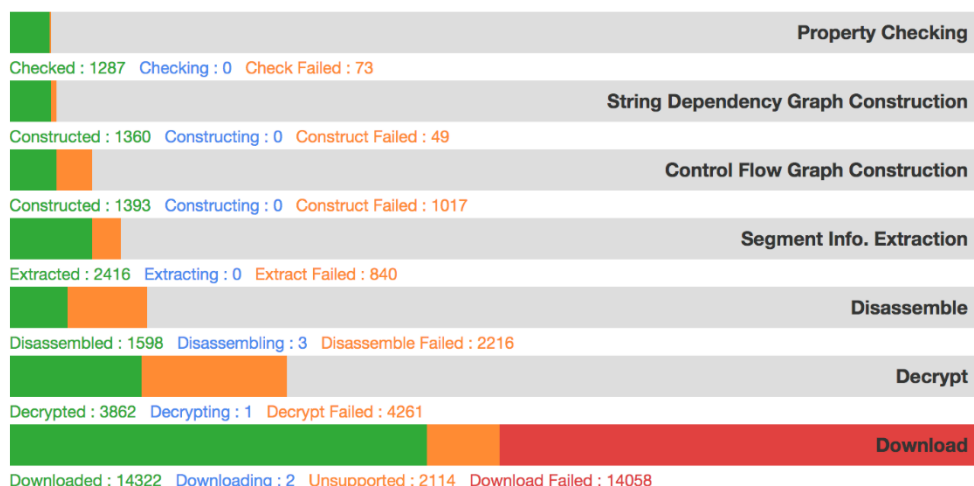 Property Checking
Checked : 1287 Checking : 0 Check Failed : 73
String Dependency Graph Construction
Constructed : 1360 Constructing : 0 Construct Failed : 49
Control Flow Graph Construction
Constructed : 1393 Constructing : 0 Construct Failed : 1017
Segment Info. Extraction
Extracted : 2416 Extracting : 0 Extract Failed : 840
Disassemble
Disassembled : 1598 Disassembling : 3 Disassemble Failed : 2216
Decrypt
Decrypted : 3862 Decrypting : 1 Decrypt Failed : 4261
Download
Downloaded : 14322 Downloading : 2 Unsupported : 2114 Download Failed : 14058